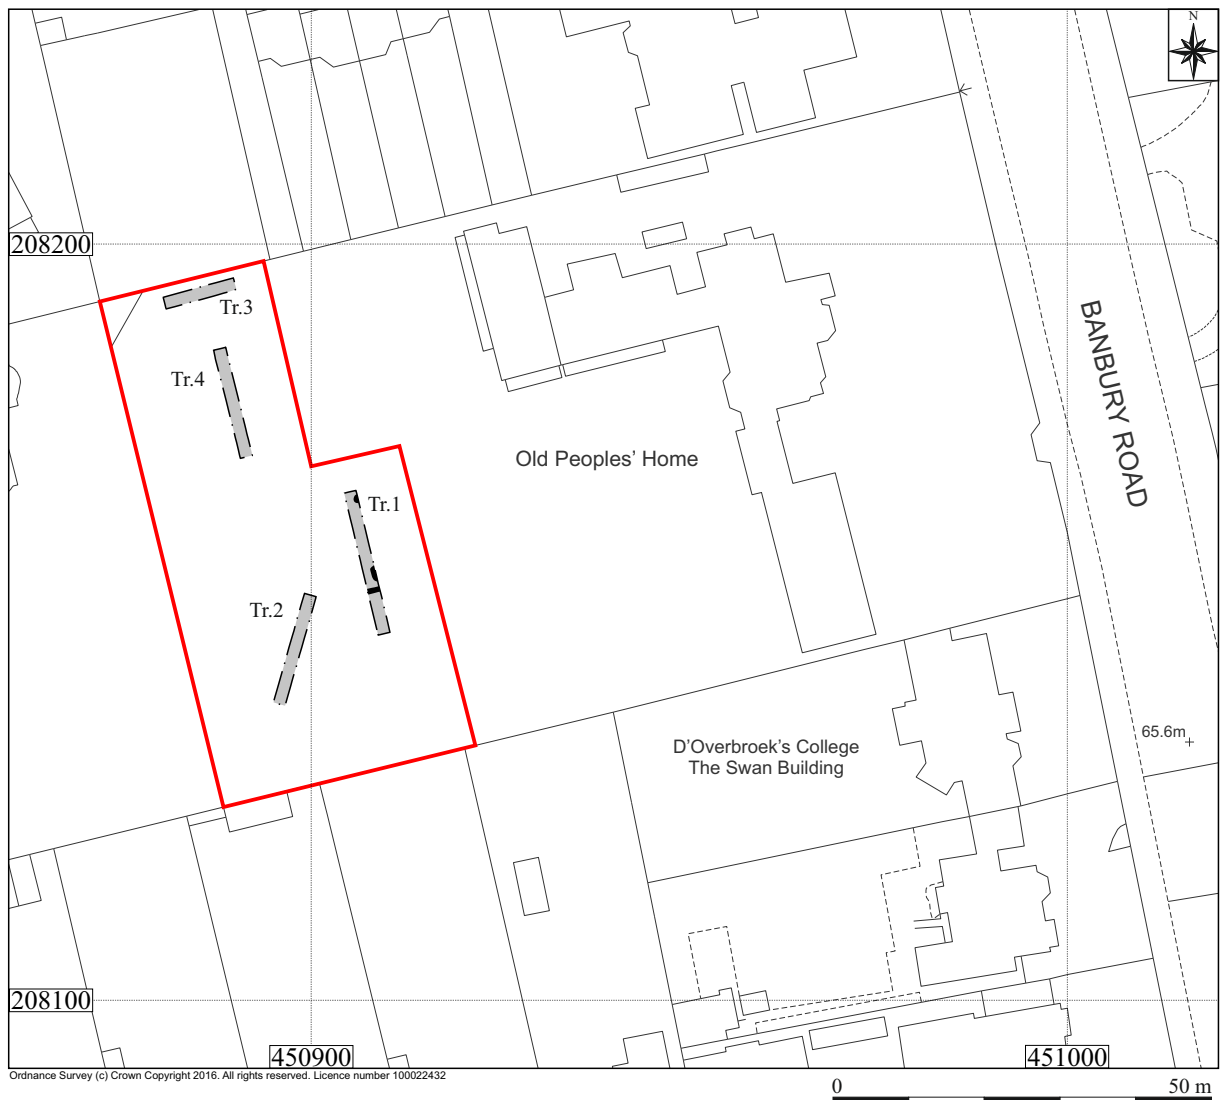 N
208200
Tr.3
Tr.4
BANBURY ROAD
Old Peoples' Home
Tr.1
Tr.2
65.6m
D'Overbroek's College
The Swan Building
208100
450900
451000
Ordnance Survey (c) Crown Copyright 2016. All rights reserved. Licence number 100022432
0
50 m